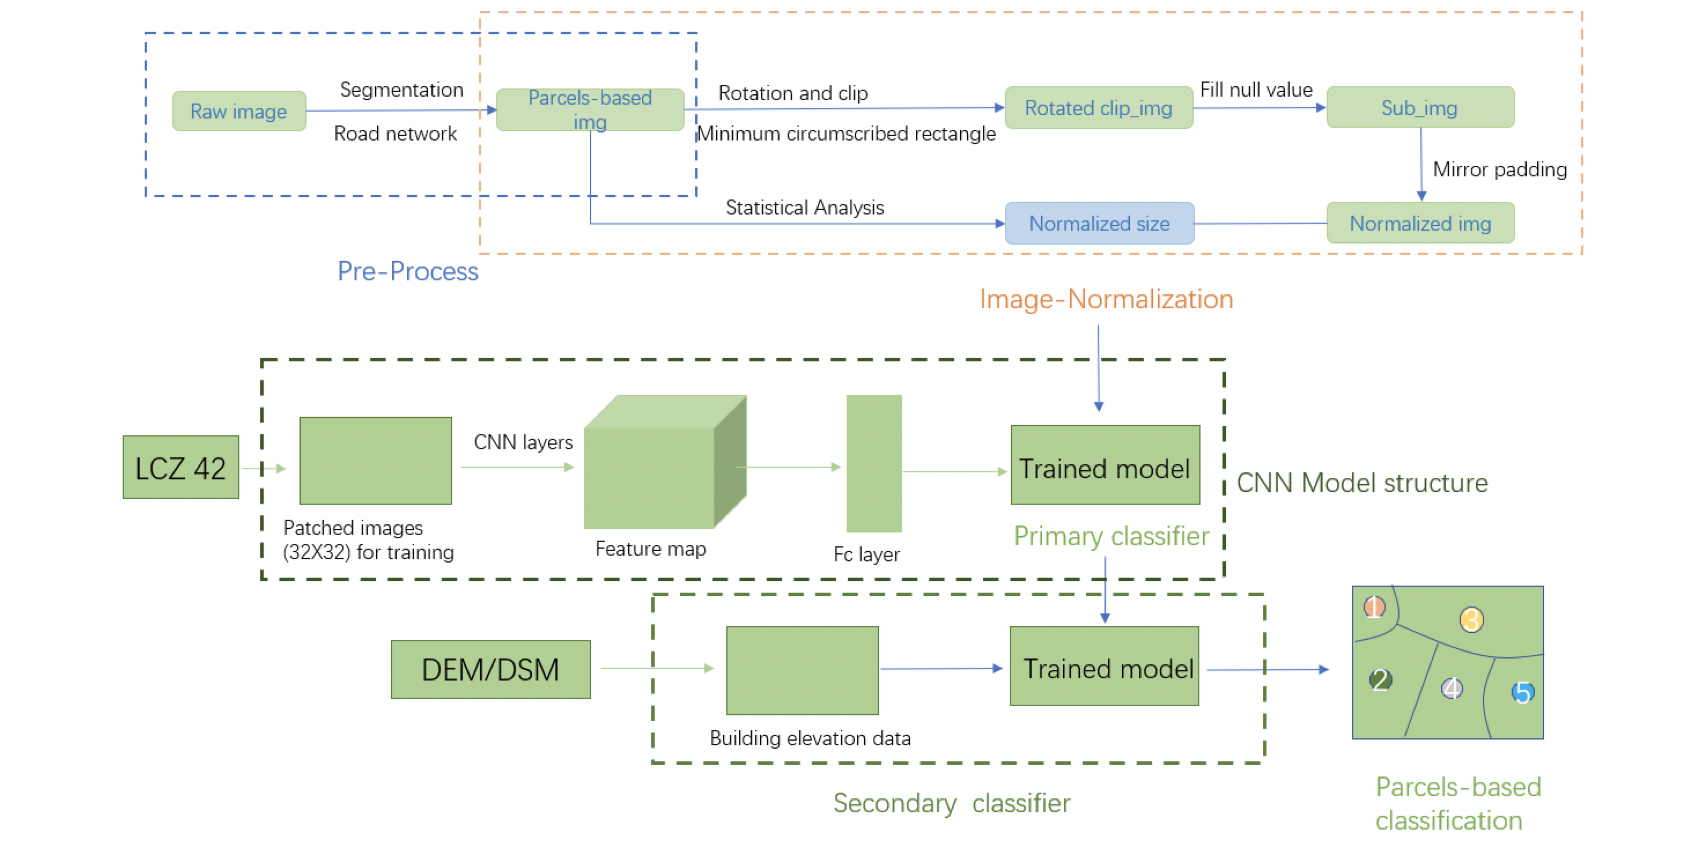 Raw image
Segmentation
Road network
Parcels-based
img
Rotation and clip
Minimum circumscribed rectangle
Rotated clip_img
Fill null value
Sub_img
Mirror padding
Statistical Analysis
Normalized size
Normalized img
Pre-Process
Image-Normalization
LCZ 42
Patched images
(32X32) for training
CNN layers
Feature map
Fc layer
Trained model
Primary classifier
CNN Model structure
DEM/DSM
Building elevation data
Trained model
Secondary classifier
1
3
2
4
5
Parcels-based
classification